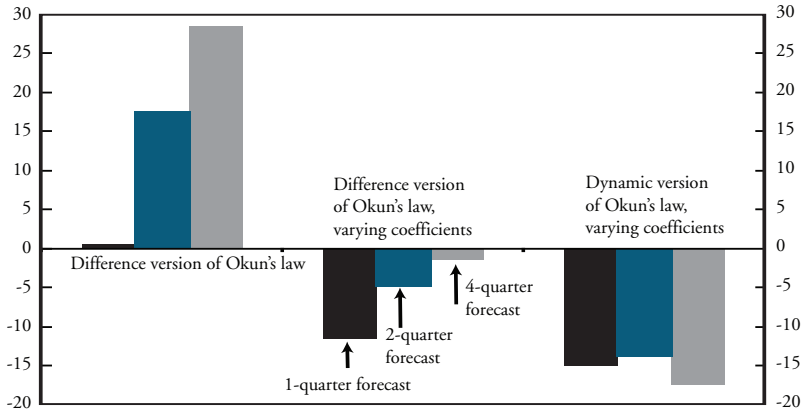 30
25
20
15
10
5
0
-5
-10
-15
-20
30
25
20
15
10
5
0
-5
-10
-15
-20
Difference version of Okun's law
Difference version
of Okun's law,
varying coefficients
Dynamic version
of Okun's law,
varying coefficients
1-quarter forecast
2-quarter
forecast
4-quarter
forecast